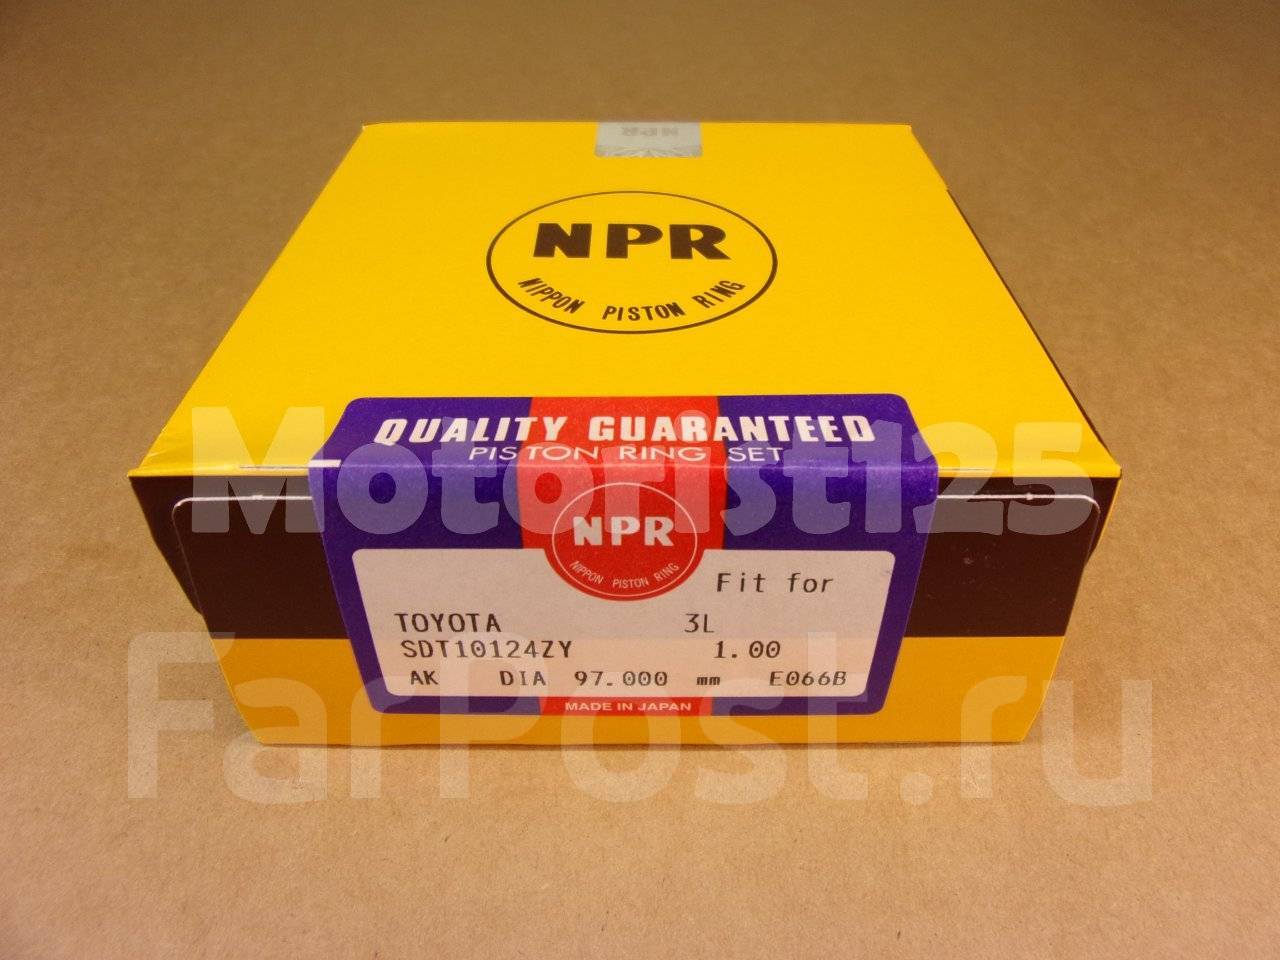 NPR
NPR
NIPPON PISTON RING
QUALITY GUARANTEED
PISTON RING SET
Motorist125
NPR
NIPPON PISTON RING
Fit for
TOYOTA 3L
SDT10124ZY 1.00
AK DIA 97.000 mm E066B
MADE IN JAPAN
FarPost.ru